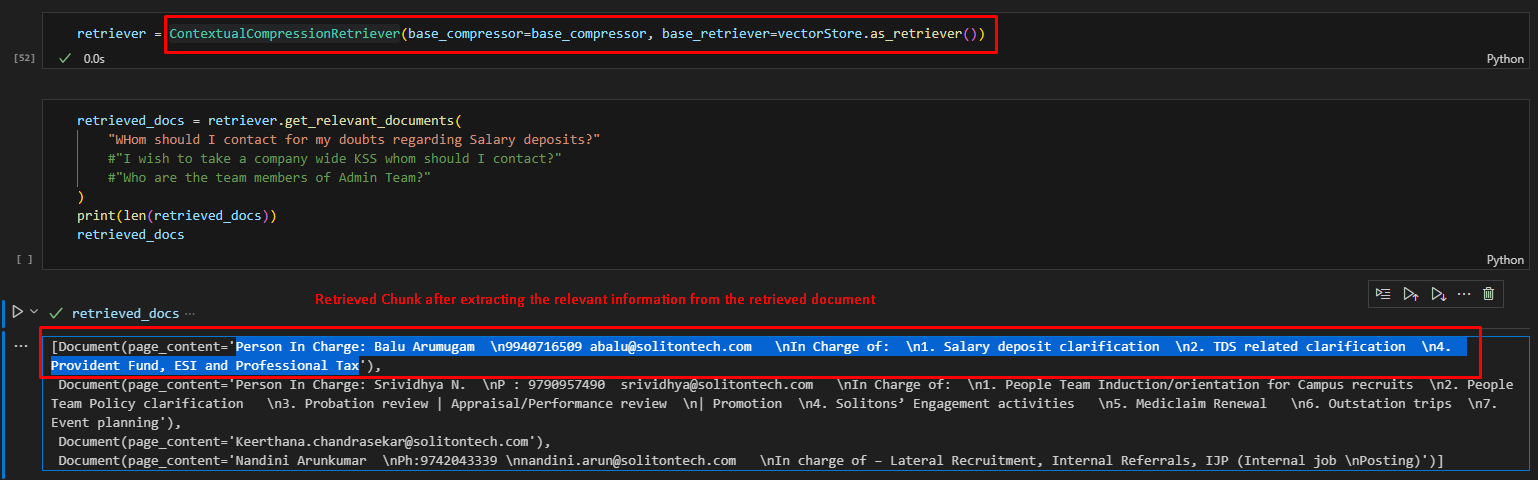 retriever = ContextualCompressionRetriever(base_compressor=base_compressor, base_retriever=vectorStore.as_retriever())
[52]
0.0s
Python
retrieved_docs = retriever.get_relevant_documents(
"WHom should I contact for my doubts regarding Salary deposits?"
#"I wish to take a company wide KSS whom should I contact?"
#"Who are the team members of Admin Team?"
)
print(len(retrieved_docs))
retrieved_docs
[ ]
Python
Retrieved Chunk after extracting the relevant information from the retrieved document
retrieved_docs ...
[Document(page_content='Person In Charge: Balu Arumugam  \n9940716509 abalu@solitontech.com   \nIn Charge of:  \n1. Salary deposit clarification  \n2. TDS related clarification  \n4.
Provident Fund, ESI and Professional Tax'),
Document(page_content='Person In Charge: Srividhya N.  \nP : 9790957490  srividhya@solitontech.com   \nIn Charge of:  \n1. People Team Induction/orientation for Campus recruits  \n2. People
Team Policy clarification   \n3. Probation review | Appraisal/Performance review  \n| Promotion  \n4. Solitons’ Engagement activities   \n5. Mediclaim Renewal   \n6. Outstation trips  \n7.
Event planning'),
Document(page_content='Keerthana.chandrasekar@solitontech.com'),
Document(page_content='Nandini Arunkumar  \nPh:9742043339 \nnandini.arun@solitontech.com   \nIn charge of – Lateral Recruitment, Internal Referrals, IJP (Internal job \nPosting)')]